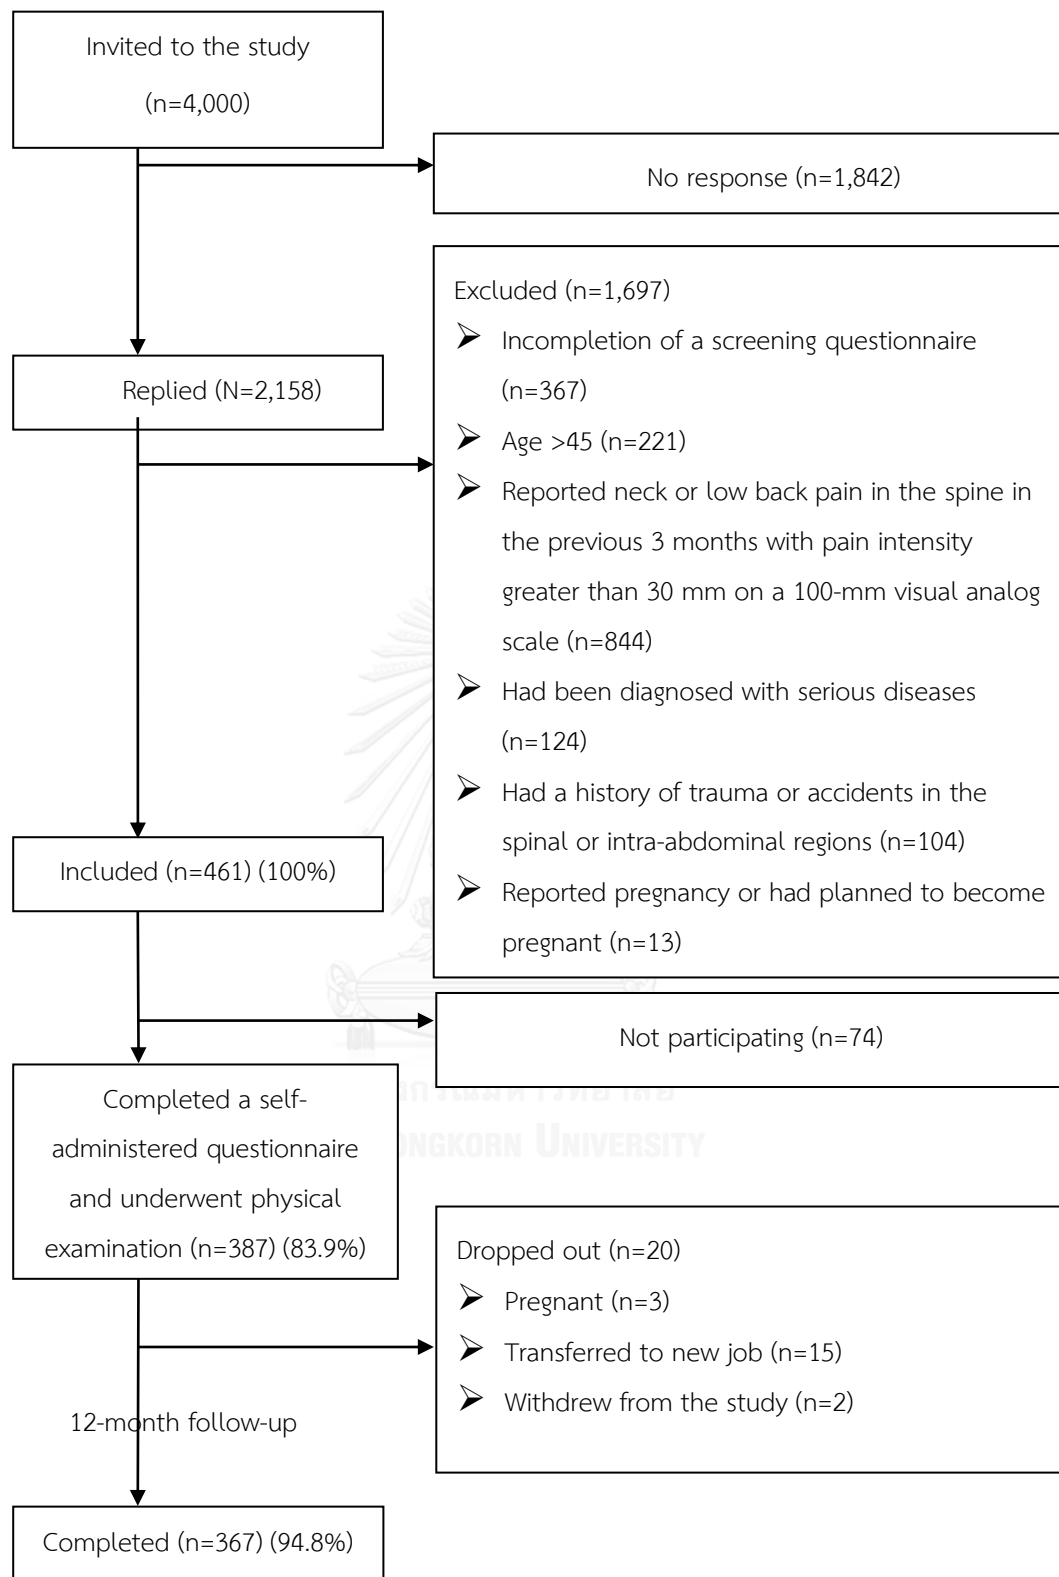 Invited to the study
(n=4,000)
No response (n=1,842)
Excluded (n=1,697)
Incompletion of a screening questionnaire
(n=367)
Age >45 (n=221)
Reported neck or low back pain in the spine in
the previous 3 months with pain intensity
greater than 30 mm on a 100-mm visual analog
scale (n=844)
Had been diagnosed with serious diseases
(n=124)
Had a history of trauma or accidents in the
spinal or intra-abdominal regions (n=104)
Reported pregnancy or had planned to become
pregnant (n=13)
Replied (N=2,158)
Included (n=461) (100%)
Not participating (n=74)
Completed a self-
administered questionnaire
and underwent physical
examination (n=387) (83.9%)
NGKORN UNIVERSITY
Dropped out (n=20)
Pregnant (n=3)
Transferred to new job (n=15)
Withdrew from the study (n=2)
12-month follow-up
Completed (n=367) (94.8%)